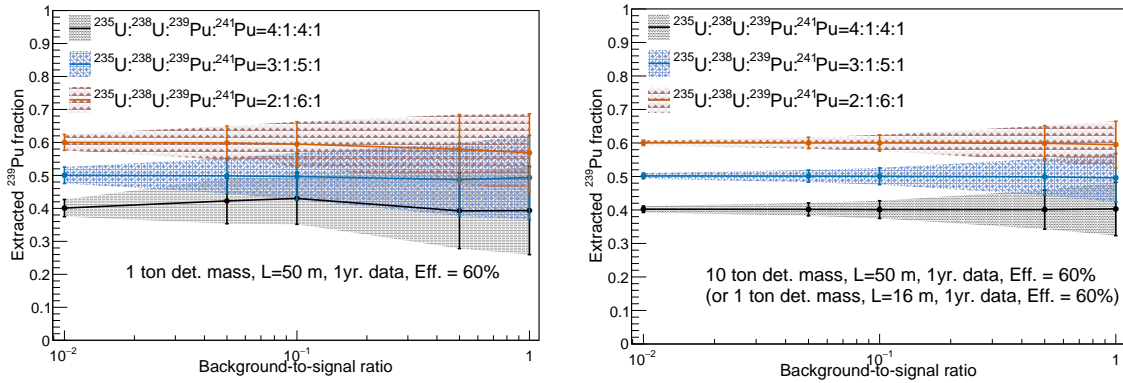 1
0.9
0.8
0.7
0.6
0.5
0.4
0.3
0.2
0.1
0
Extracted ²³⁹Pu fraction
²³⁵U:²³⁸U:²³⁹Pu:²⁴¹Pu=4:1:4:1
²³⁵U:²³⁸U:²³⁹Pu:²⁴¹Pu=3:1:5:1
²³⁵U:²³⁸U:²³⁹Pu:²⁴¹Pu=2:1:6:1
1 ton det. mass, L=50 m, 1yr. data, Eff. = 60%
10⁻² 10⁻¹ 1
Background-to-signal ratio
1
0.9
0.8
0.7
0.6
0.5
0.4
0.3
0.2
0.1
0
Extracted ²³⁹Pu fraction
²³⁵U:²³⁸U:²³⁹Pu:²⁴¹Pu=4:1:4:1
²³⁵U:²³⁸U:²³⁹Pu:²⁴¹Pu=3:1:5:1
²³⁵U:²³⁸U:²³⁹Pu:²⁴¹Pu=2:1:6:1
10 ton det. mass, L=50 m, 1yr. data, Eff. = 60%
(or 1 ton det. mass, L=16 m, 1yr. data, Eff. = 60%)
10⁻² 10⁻¹ 1
Background-to-signal ratio